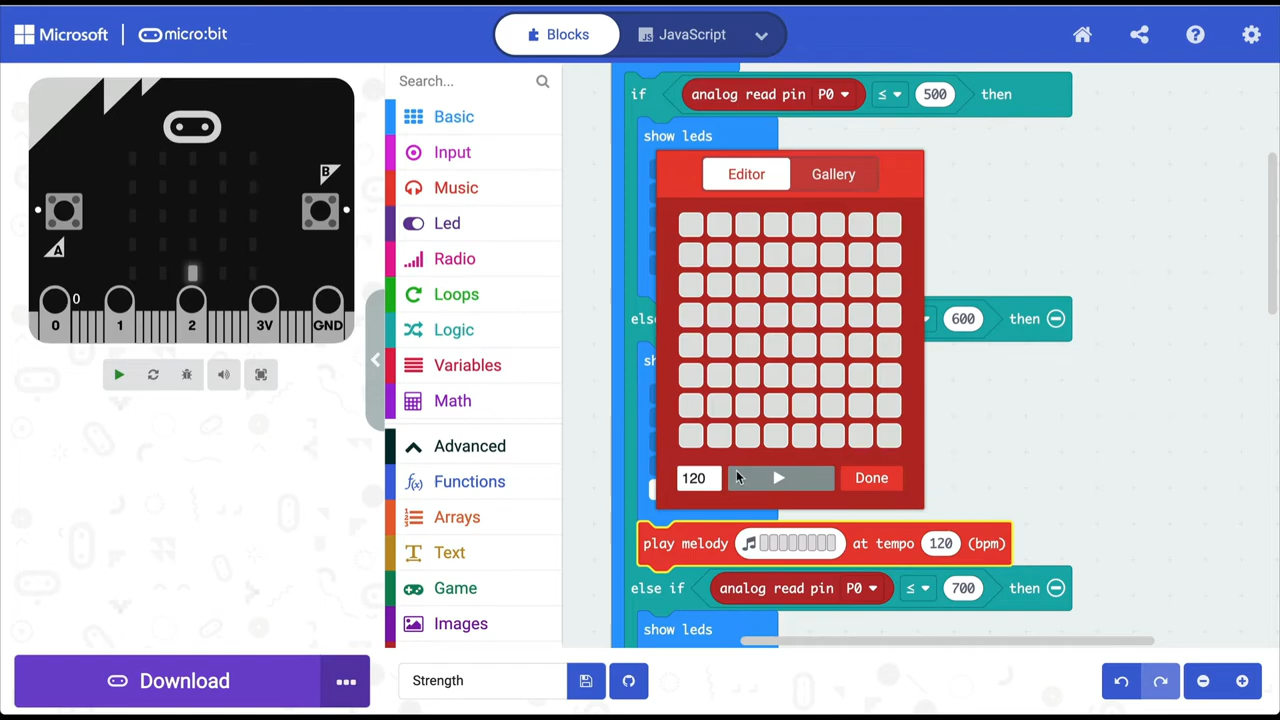 Microsoft
micro:bit
Blocks
JavaScript
A
B
0
0
1
2
3V
GND
Download
Search...
Basic
Input
Music
Led
Radio
Loops
Logic
Variables
Math
Advanced
Functions
Arrays
Text
Game
Images
if analog read pin P0 ≤ 500 then
show leds
Editor
Gallery
120
Done
600 then
play melody at tempo 120 (bpm)
else if analog read pin P0 ≤ 700 then
show leds
Strength